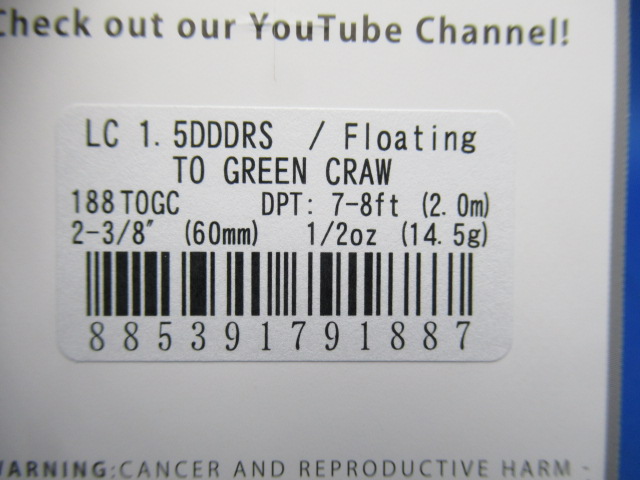 Check out our YouTube Channel!
LC 1.5DDDRS / Floating
TO GREEN CRAW
188TOGC DPT: 7-8ft (2.0m)
2-3/8" (60mm) 1/2oz (14.5g)
885391791887
WARNING:CANCER AND REPRODUCTIVE HARM -